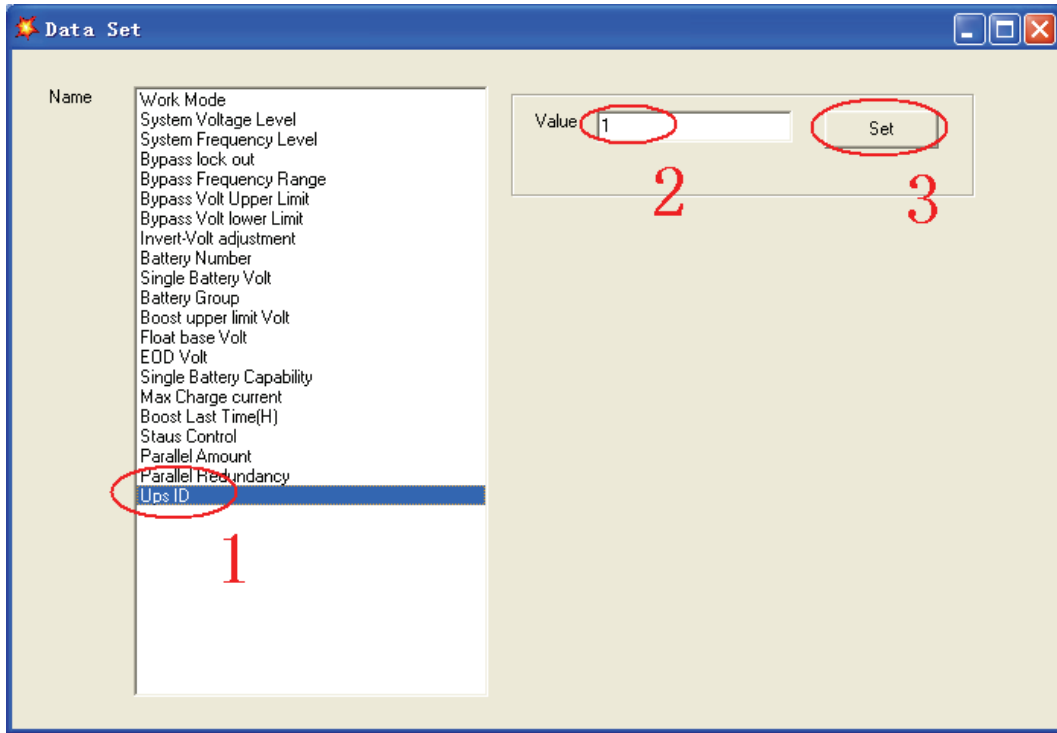 Data Set
Name
Work Mode
System Voltage Level
System Frequency Level
Bypass lock out
Bypass Frequency Range
Bypass Volt Upper Limit
Bypass Volt lower Limit
Invert-Volt adjustment
Battery Number
Single Battery Volt
Battery Group
Boost upper limit Volt
Float base Volt
EOD Volt
Single Battery Capability
Max Charge current
Boost Last Time(H)
Staus Control
Parallel Amount
Parallel Redundancy
Ups ID
1
Value 1
Set
2
3